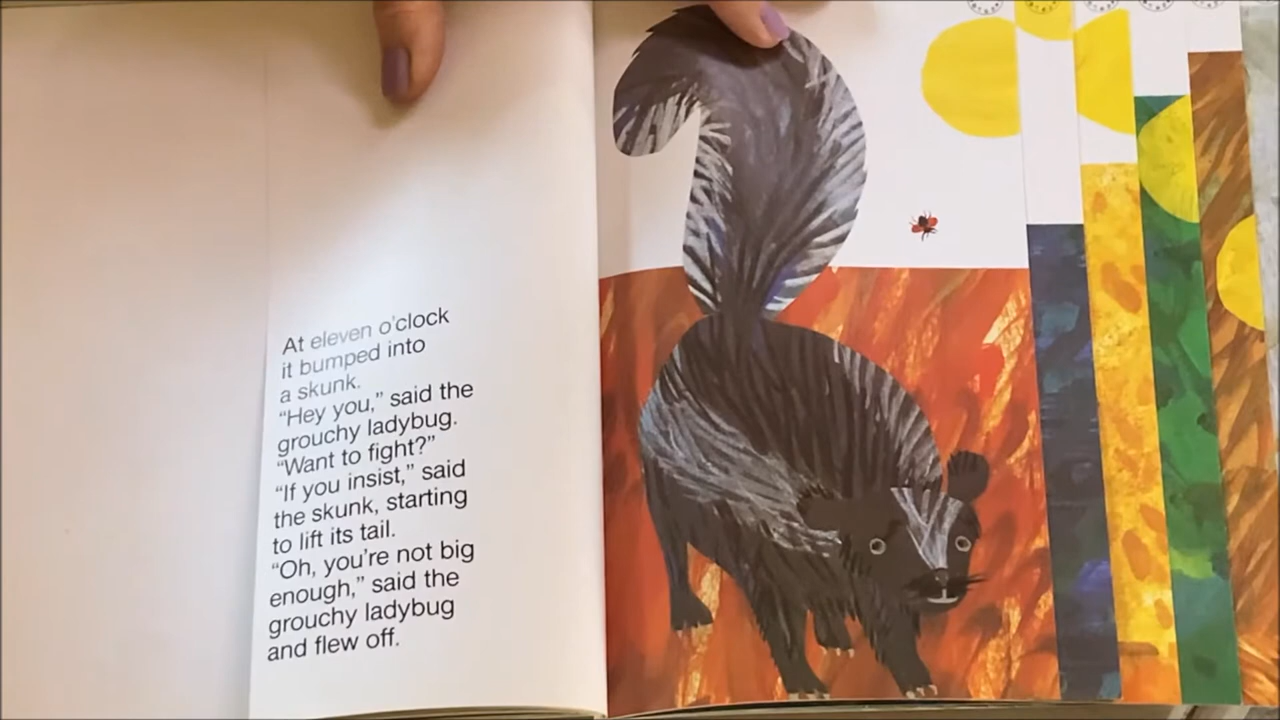 At eleven o'clock
it bumped into
a skunk.
“Hey you,” said the
grouchy ladybug.
“Want to fight?”
“If you insist,” said
the skunk, starting
to lift its tail.
“Oh, you're not big
enough,” said the
grouchy ladybug
and flew off.